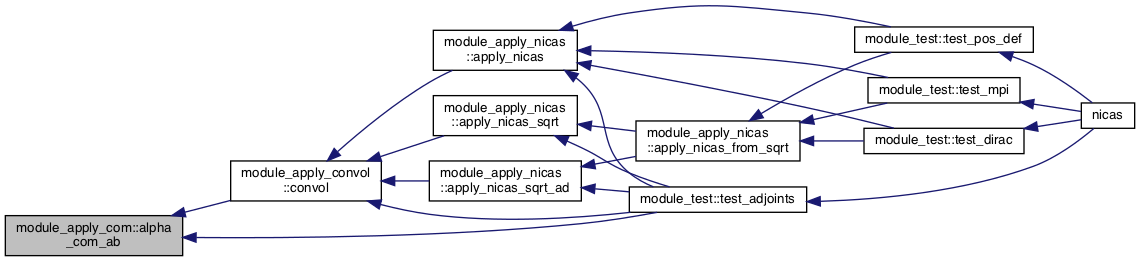 module_apply_nicas
::apply_nicas
module_test::test_pos_def
module_test::test_mpi
nicas
module_apply_nicas
::apply_nicas_sqrt
module_apply_nicas
::apply_nicas_from_sqrt
module_test::test_dirac
module_apply_convol
::convol
module_apply_nicas
::apply_nicas_sqrt_ad
module_test::test_adjoints
module_apply_com::alpha
_com_ab